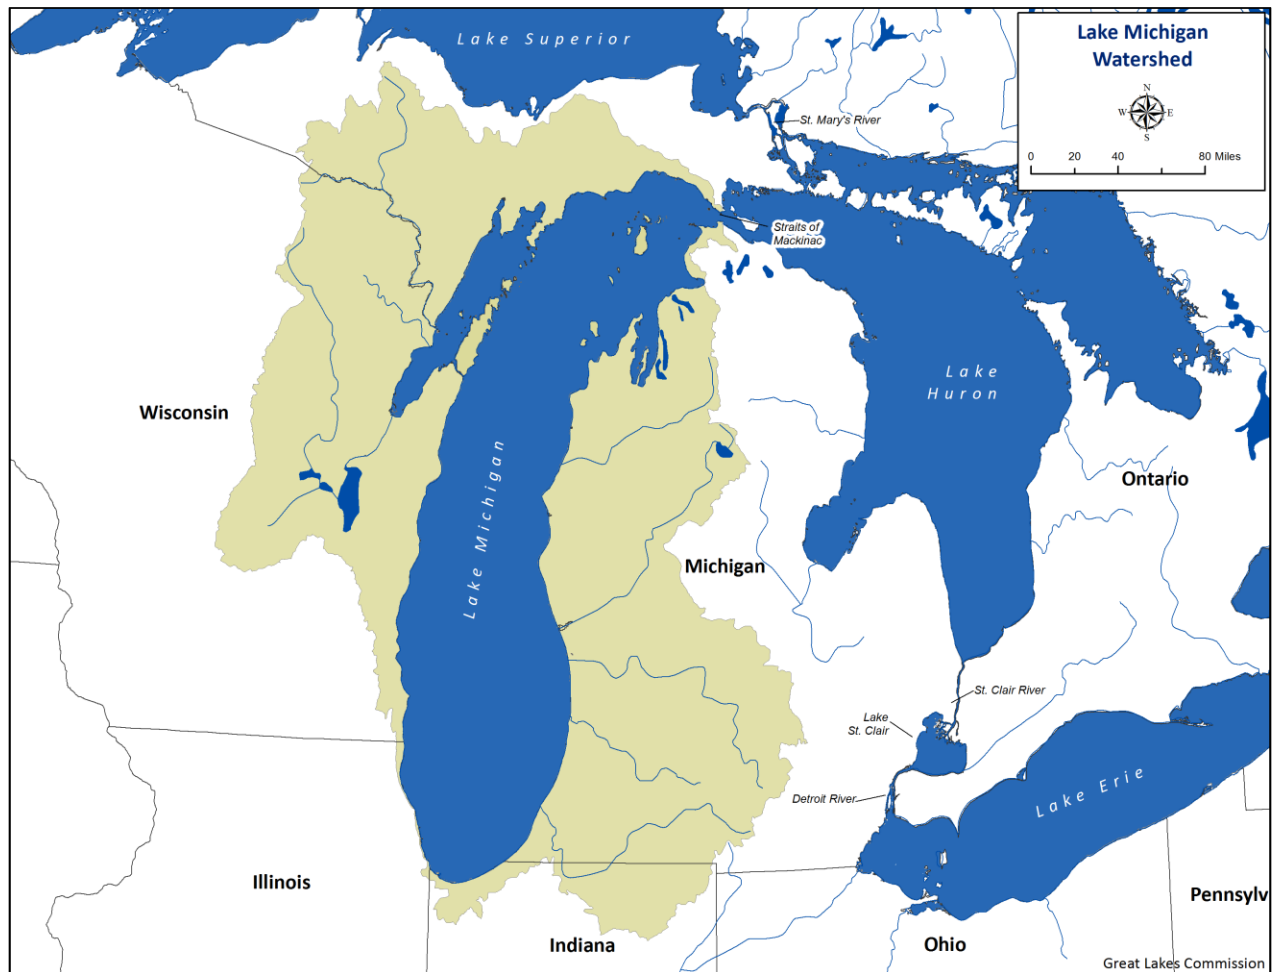 Lake Superior
Lake Michigan
Watershed
N
W
E
S
0
20
40
80 Miles
St. Mary's River
Straits of
Mackinac
Lake
Huron
Wisconsin
Lake Michigan
Ontario
Michigan
St. Clair River
Lake
St. Clair
Detroit River
Lake Erie
Illinois
Indiana
Ohio
Pennsylv
Great Lakes Commission